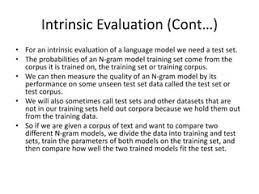 Intrinsic Evaluation (Cont…)
• For an intrinsic evaluation of a language model we need a test set.
• The probabilities of an N-gram model training set come from the
corpus it is trained on, the training set or training corpus.
• We can then measure the quality of an N-gram model by its
performance on some unseen test set data called the test set or
test corpus.
• We will also sometimes call test sets and other datasets that are
not in our training sets held out corpora because we hold them out
from the training data.
• So if we are given a corpus of text and want to compare two
different N-gram models, we divide the data into training and test
sets, train the parameters of both models on the training set, and
then compare how well the two trained models fit the test set.